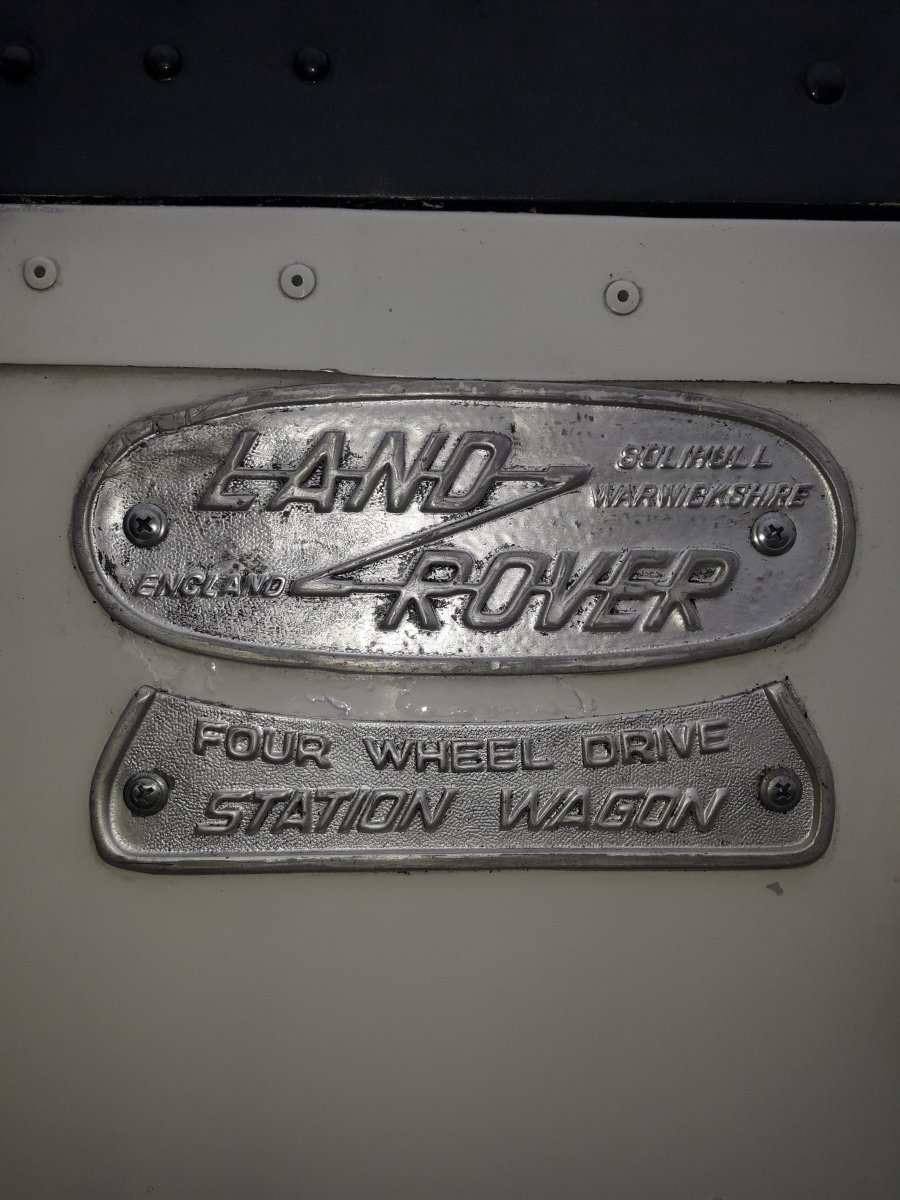 LAND
SOLIHULL
WARWICKSHIRE
ENGLAND
ROVER
FOUR WHEEL DRIVE
STATION WAGON